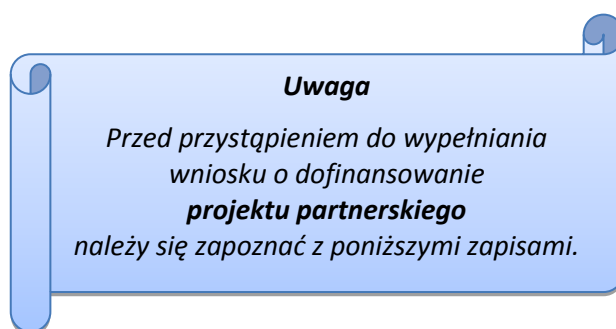 Uwaga
Przed przystąpieniem do wypełniania
wniosku o dofinansowanie
projektu partnerskiego
należy się zapoznać z poniższymi zapisami.